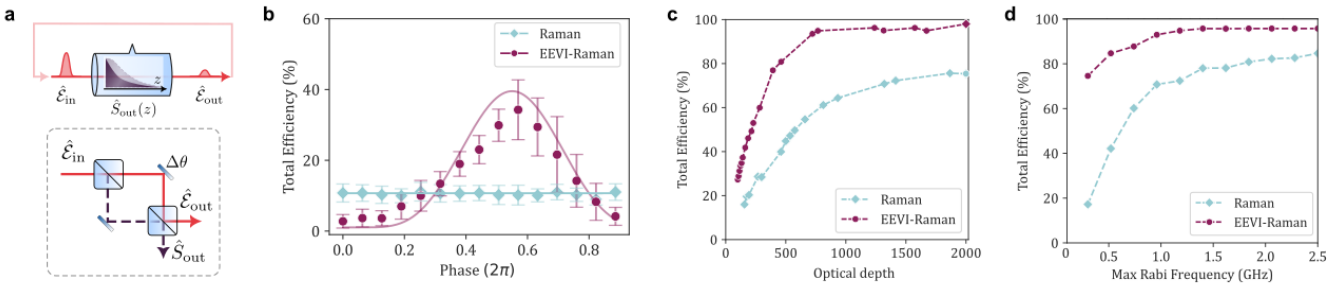 a
z
Ê_in
Ŝ_out(z)
Ê_out
Ê_in
Δθ
Ê_out
Ŝ_out
b
Total Efficiency (%)
60
40
20
0
Raman
EEVI-Raman
0.0 0.2 0.4 0.6 0.8
Phase (2π)
c
Total Efficiency (%)
100
80
60
40
20
0
Raman
EEVI-Raman
0 500 1000 1500 2000
Optical depth
d
Total Efficiency (%)
100
80
60
40
20
0
Raman
EEVI-Raman
0 0.5 1.0 1.5 2.0 2.5
Max Rabi Frequency (GHz)